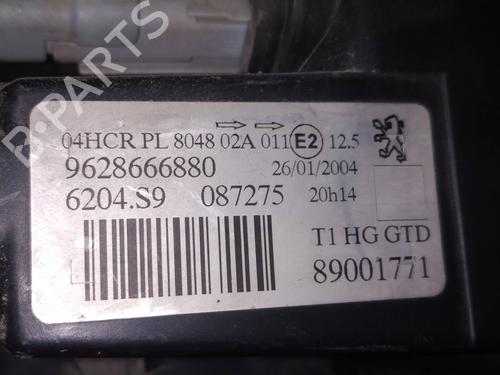 B-PARTS
04HCR PL 8048 02A 011 E2 12.5
9628666880 26/01/2004
6204.S9 087275 20h14
T1 HG GTD
89001771